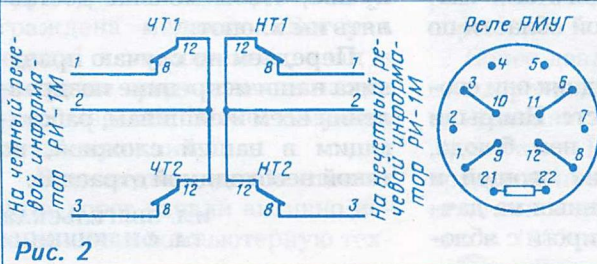 ЧТ1
НТ1
12
12
1
8
8
1
2
2
ЧТ2
НТ2
12
12
3
8
8
3
На четный рече-
вой информа-
тор РИ-1М
На нечетный ре-
чевой информа-
тор РИ-1М
Реле РМУГ
4
5
3
6
10
11
2
7
9
12
1
8
21
22
Рис. 2